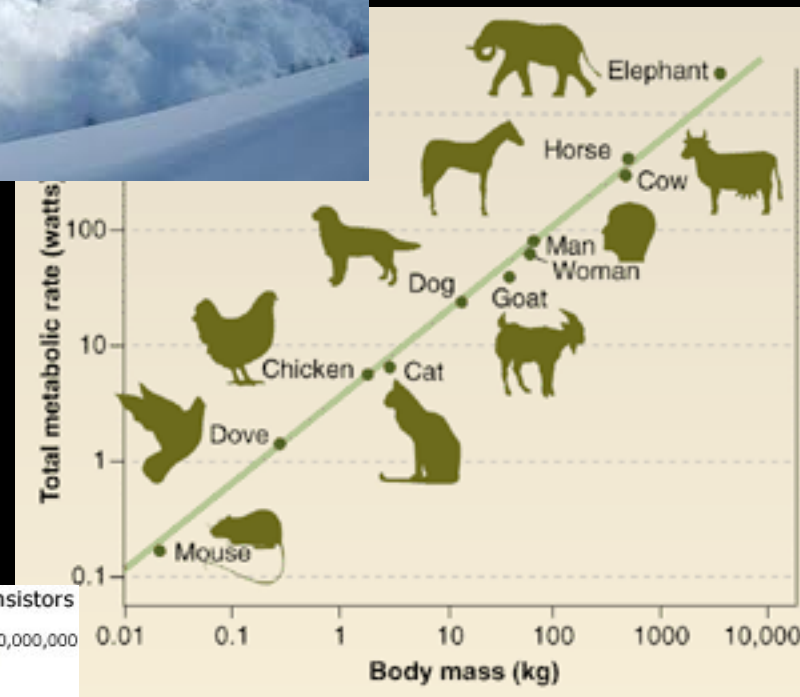 Elephant
Horse
Cow
100
Man
Woman
Dog
Goat
10
Chicken
Cat
Dove
1
Mouse
0.1
Total metabolic rate (watts)
0.01 0.1 1 10 100 1000 10,000
Body mass (kg)